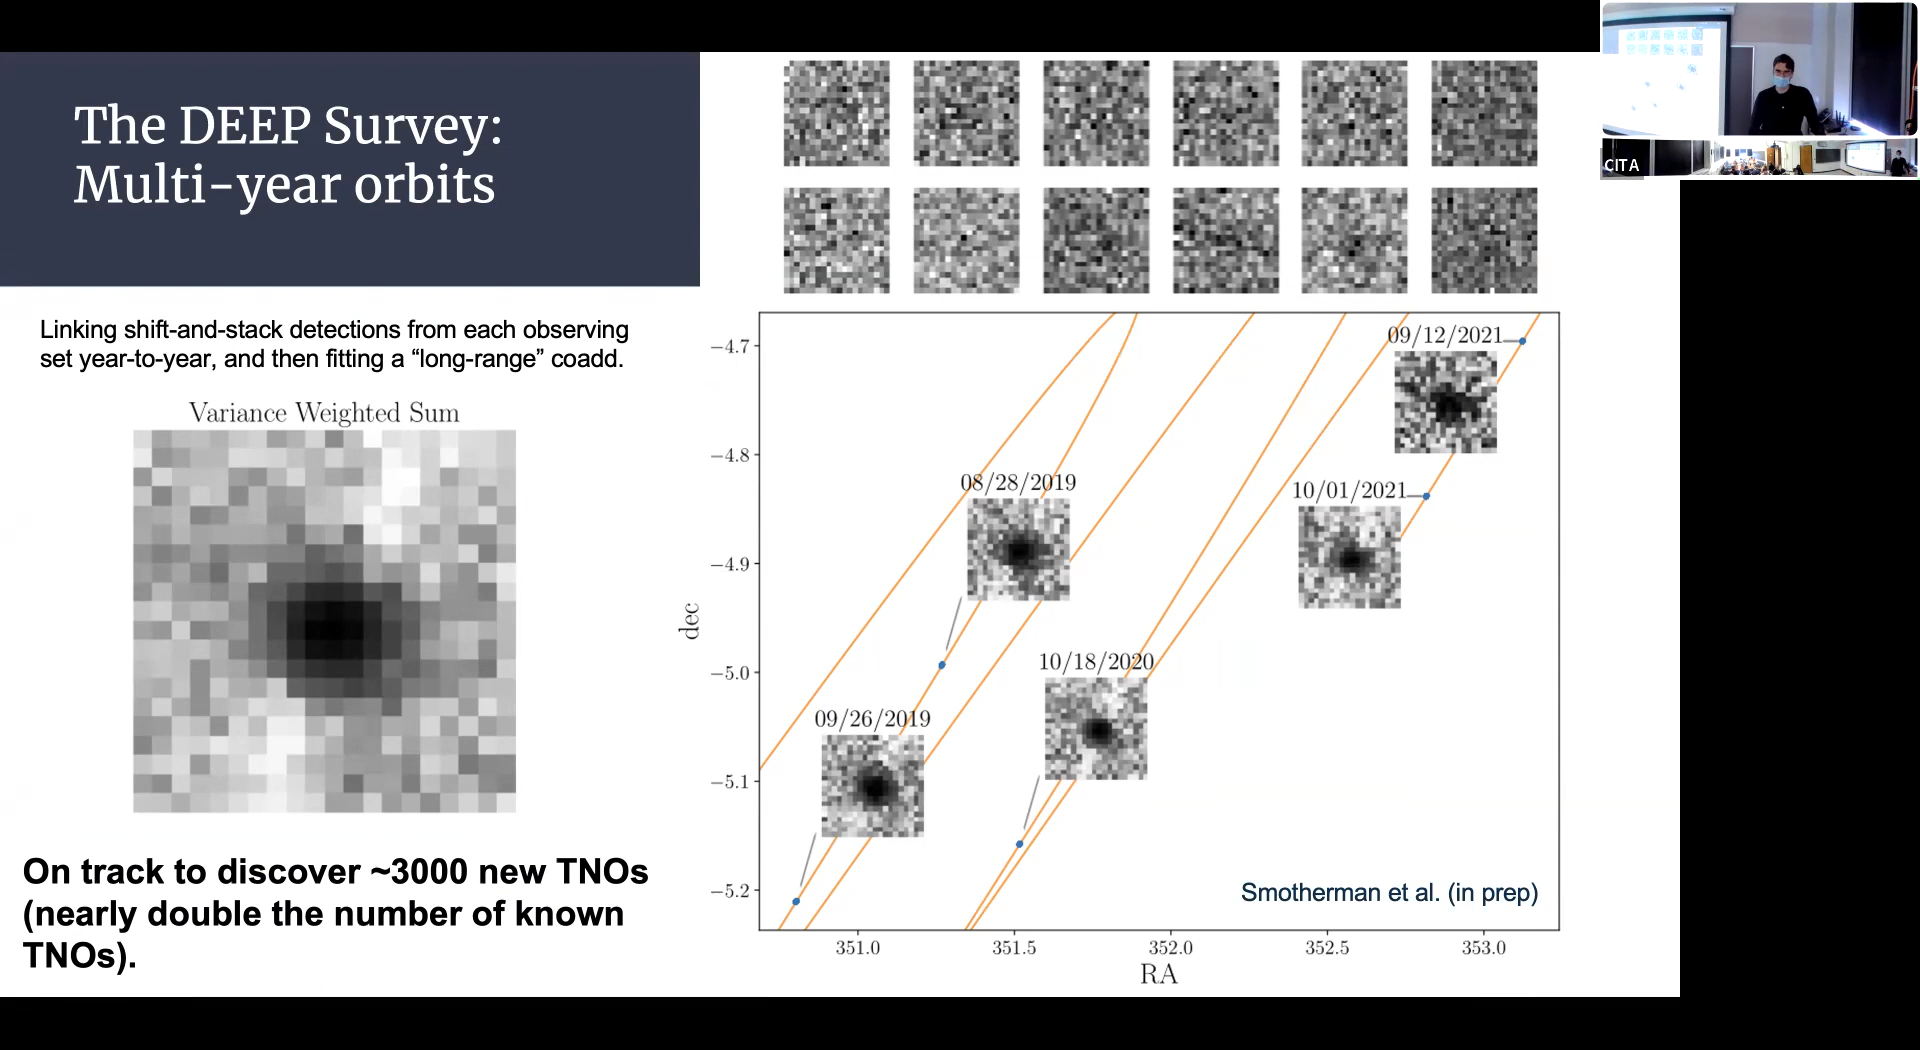 The DEEP Survey:
Multi-year orbits
Linking shift-and-stack detections from each observing
set year-to-year, and then fitting a “long-range” coadd.
Variance Weighted Sum
On track to discover ~3000 new TNOs
(nearly double the number of known
TNOs).
09/12/2021
08/28/2019
10/01/2021
10/18/2020
09/26/2019
−4.7
−4.8
−4.9
−5.0
−5.1
−5.2
dec
351.0
351.5
352.0
352.5
353.0
RA
Smotherman et al. (in prep)
CITA